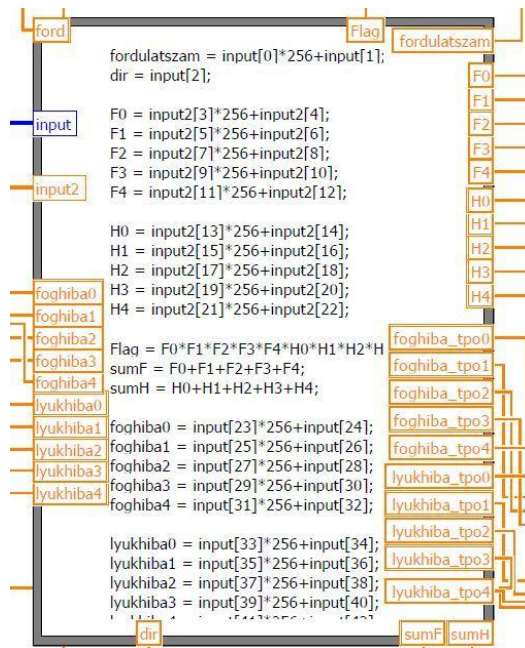 ford
Flag
fordulatszam
input
input2
foghiba0
foghiba1
foghiba2
foghiba3
foghiba4
lyukhiba0
lyukhiba1
lyukhiba2
lyukhiba3
lyukhiba4
fordulatszam = input[0]*256+input[1];
dir = input[2];
F0 = input2[3]*256+input2[4];
F1 = input2[5]*256+input2[6];
F2 = input2[7]*256+input2[8];
F3 = input2[9]*256+input2[10];
F4 = input2[11]*256+input2[12];
H0 = input2[13]*256+input2[14];
H1 = input2[15]*256+input2[16];
H2 = input2[17]*256+input2[18];
H3 = input2[19]*256+input2[20];
H4 = input2[21]*256+input2[22];
Flag = F0*F1*F2*F3*F4*H0*H1*H2*H
sumF = F0+F1+F2+F3+F4;
sumH = H0+H1+H2+H3+H4;
foghiba0 = input[23]*256+input[24];
foghiba1 = input[25]*256+input[26];
foghiba2 = input[27]*256+input[28];
foghiba3 = input[29]*256+input[30];
foghiba4 = input[31]*256+input[32];
lyukhiba0 = input[33]*256+input[34];
lyukhiba1 = input[35]*256+input[36];
lyukhiba2 = input[37]*256+input[38];
lyukhiba3 = input[39]*256+input[40];
F0
F1
F2
F3
F4
H0
H1
H2
H3
H4
foghiba_tpo0
foghiba_tpo1
foghiba_tpo2
foghiba_tpo3
foghiba_tpo4
lyukhiba_tpo0
lyukhiba_tpo1
lyukhiba_tpo2
lyukhiba_tpo3
lyukhiba_tpo4
dir
sumF
sumH